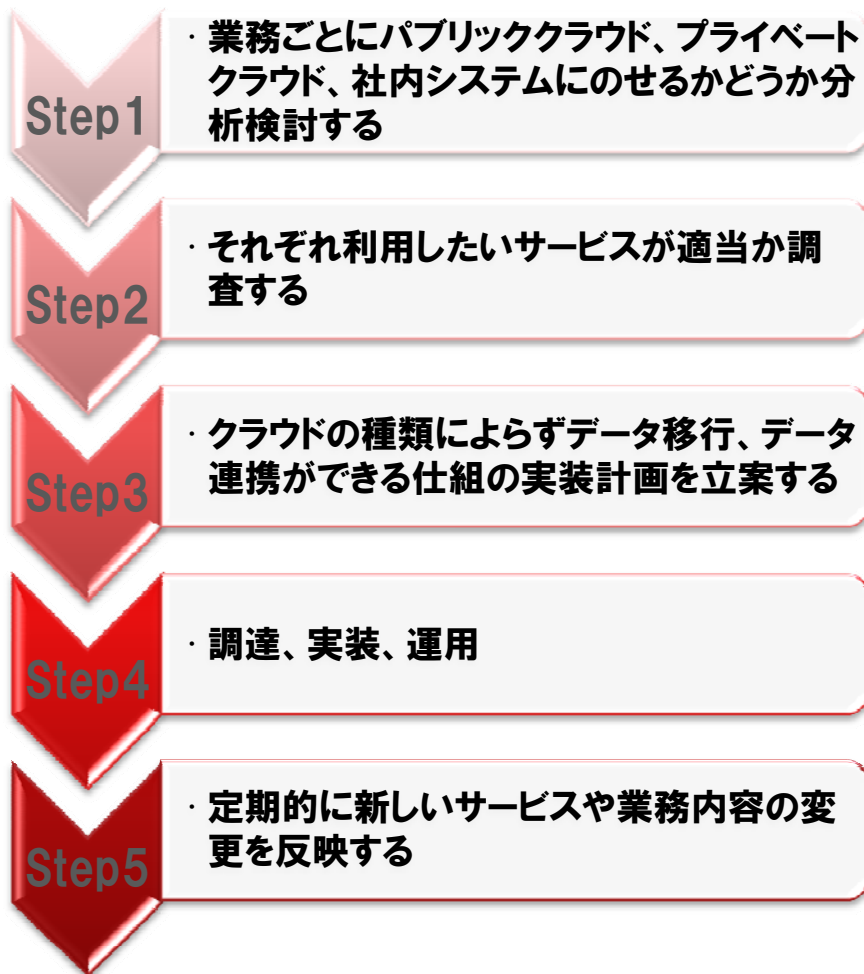 Step1
・業務ごとにパブリッククラウド、プライベート
クラウド、社内システムにのせるかどうか分
析検討する
Step2
・それぞれ利用したいサービスが適当か調
査する
Step3
・クラウドの種類によらずデータ移行、データ
連携ができる仕組の実装計画を立案する
Step4
・調達、実装、運用
Step5
・定期的に新しいサービスや業務内容の変
更を反映する